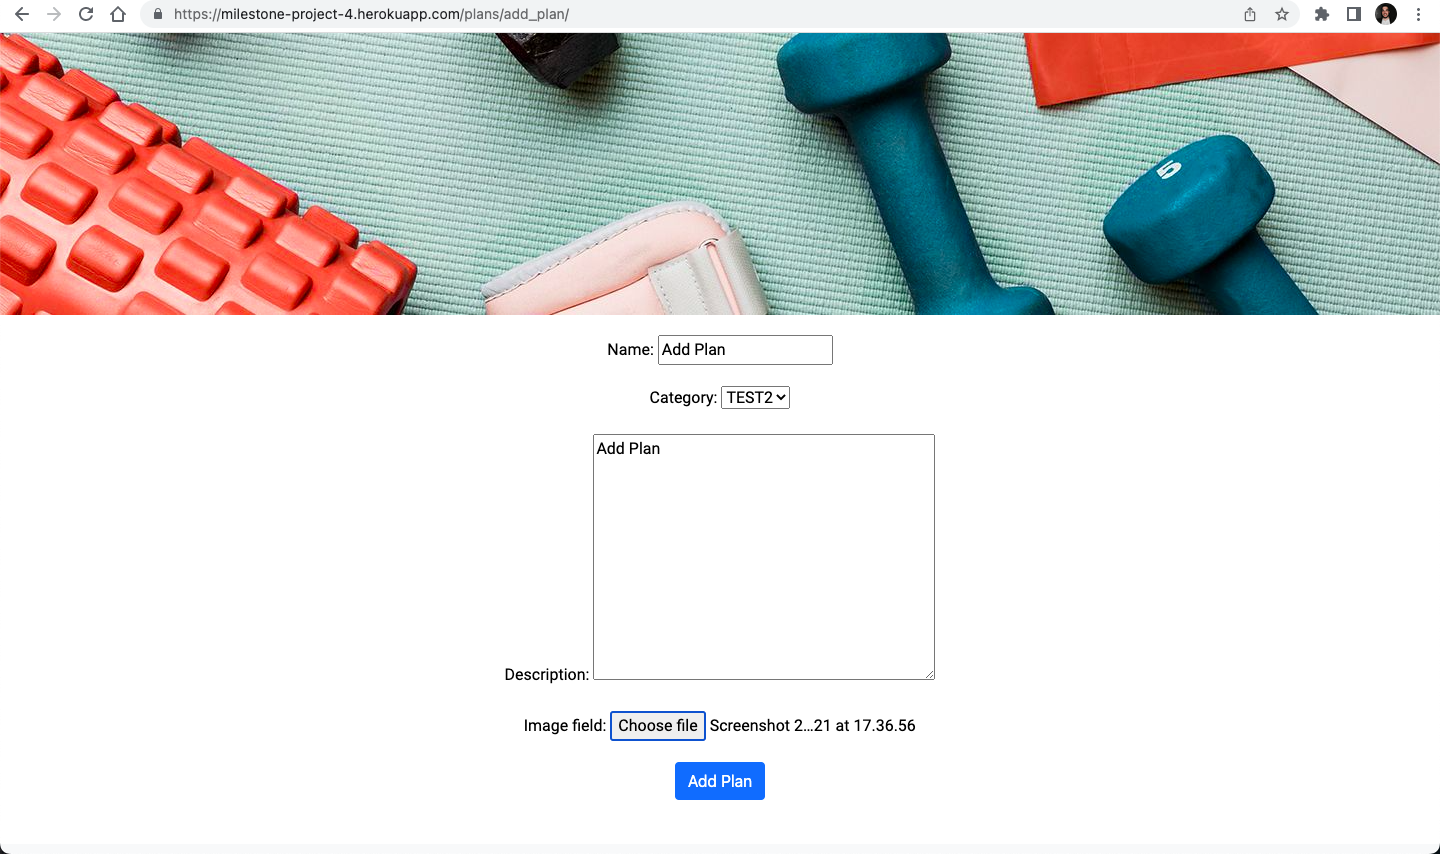 https://milestone-project-4.herokuapp.com/plans/add_plan/
5
Name: Add Plan
Category: TEST2
Add Plan
Description:
Image field: Choose file Screenshot 2...21 at 17.36.56
Add Plan